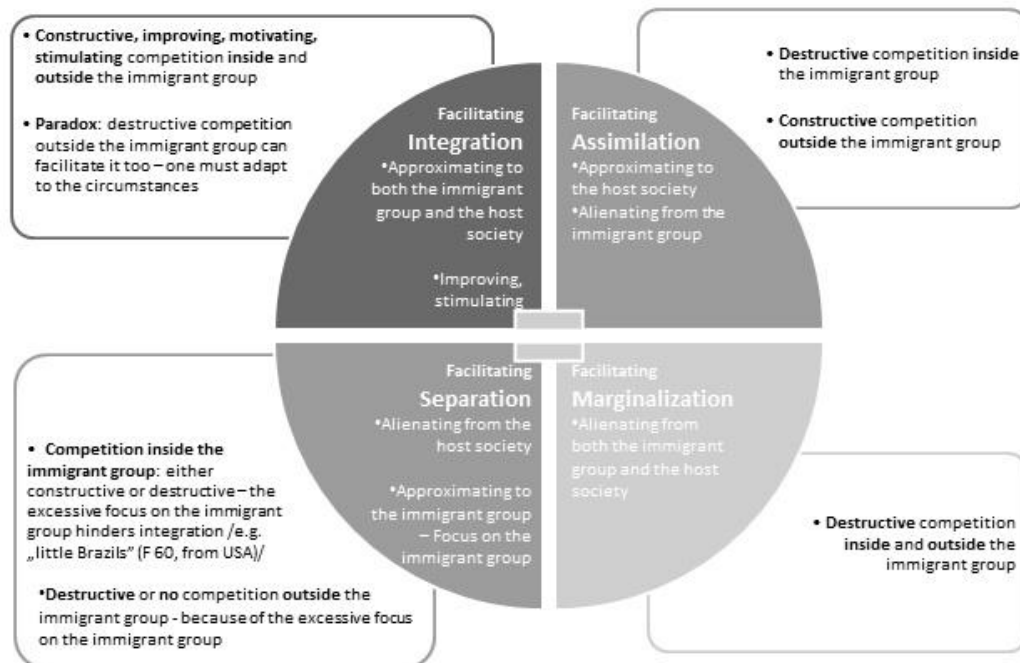 • Constructive, improving, motivating,
stimulating competition inside and
outside the immigrant group
• Paradox: destructive competition
outside the immigrant group can
facilitate it too – one must adapt
to the circumstances
Facilitating
Integration
•Approximating to
both the immigrant
group and the host
society
•Improving,
stimulating
Facilitating
Assimilation
•Approximating to
the host society
•Alienating from the
immigrant group
• Destructive competition inside
the immigrant group
• Constructive competition
outside the immigrant group
• Competition inside the
immigrant group: either
constructive or destructive – the
excessive focus on the immigrant
group hinders integration /e.g.
„little Brazils” (F 60, from USA)/
•Destructive or no competition outside the
immigrant group - because of the excessive focus
on the immigrant group
Facilitating
Separation
•Alienating from the
host society
•Approximating to
the immigrant group
– Focus on the
immigrant group
Facilitating
Marginalization
•Alienating from
both the immigrant
group and the host
society
• Destructive competition
inside and outside the
immigrant group